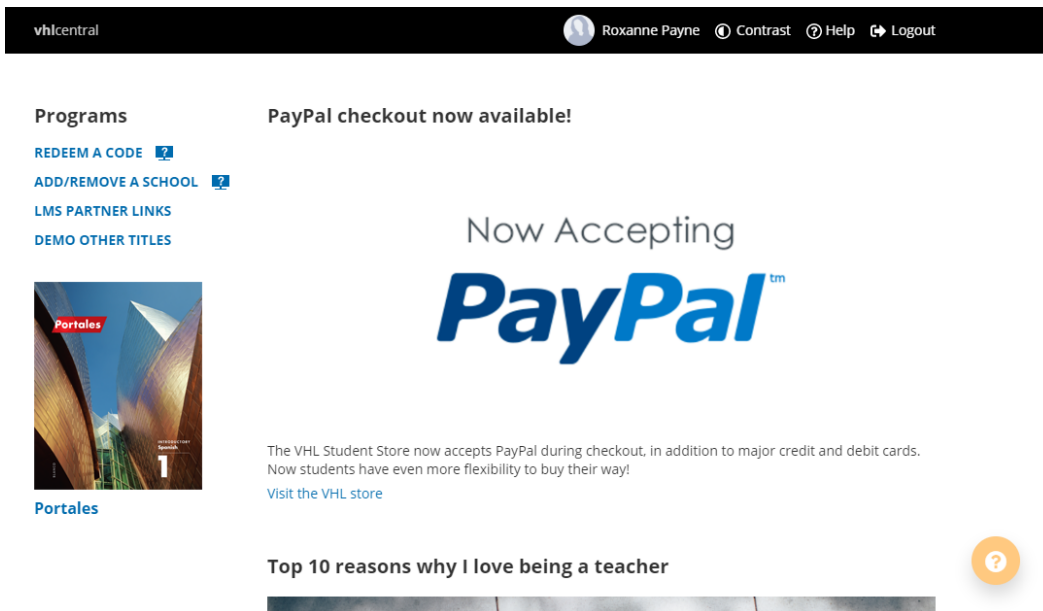 vhlcentral
Roxanne Payne Contrast Help Logout
Programs
REDEEM A CODE
ADD/REMOVE A SCHOOL
LMS PARTNER LINKS
DEMO OTHER TITLES
Portales
INTRODUCTORY
Spanish
1
Portales
PayPal checkout now available!
Now Accepting
PayPal™
The VHL Student Store now accepts PayPal during checkout, in addition to major credit and debit cards.
Now students have even more flexibility to buy their way!
Visit the VHL store
Top 10 reasons why I love being a teacher